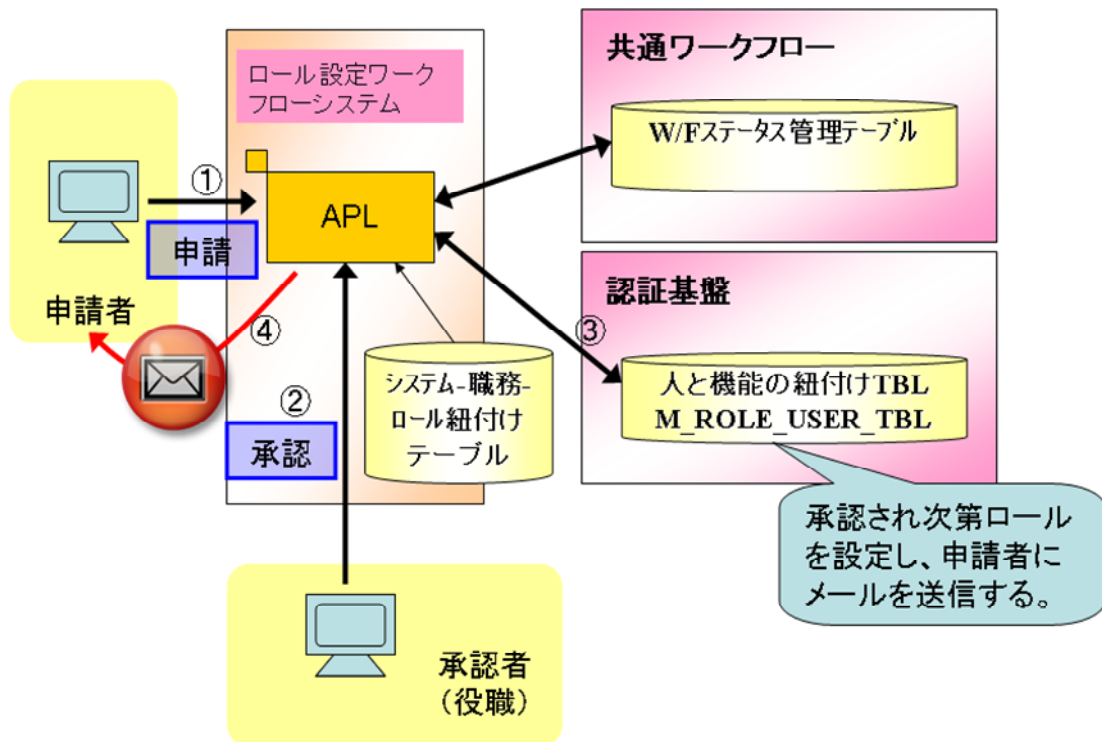 ロール設定ワーク
フローシステム
共通ワークフロー
W/Fステータス管理テーブル
①
申請
申請者
APL
④
②
承認
システム-職務-
ロール紐付け
テーブル
③
認証基盤
人と機能の紐付けTBL
M_ROLE_USER_TBL
承認され次第ロール
を設定し、申請者に
メールを送信する。
承認者
（役職）